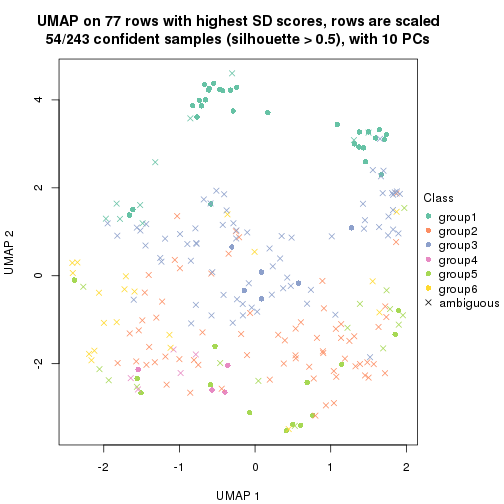 UMAP on 77 rows with highest SD scores, rows are scaled
54/243 confident samples (silhouette > 0.5), with 10 PCs
4
2
0
-2
UMAP 2
-2
-1
0
1
2
UMAP 1
Class
group1
group2
group3
group4
group5
group6
ambiguous